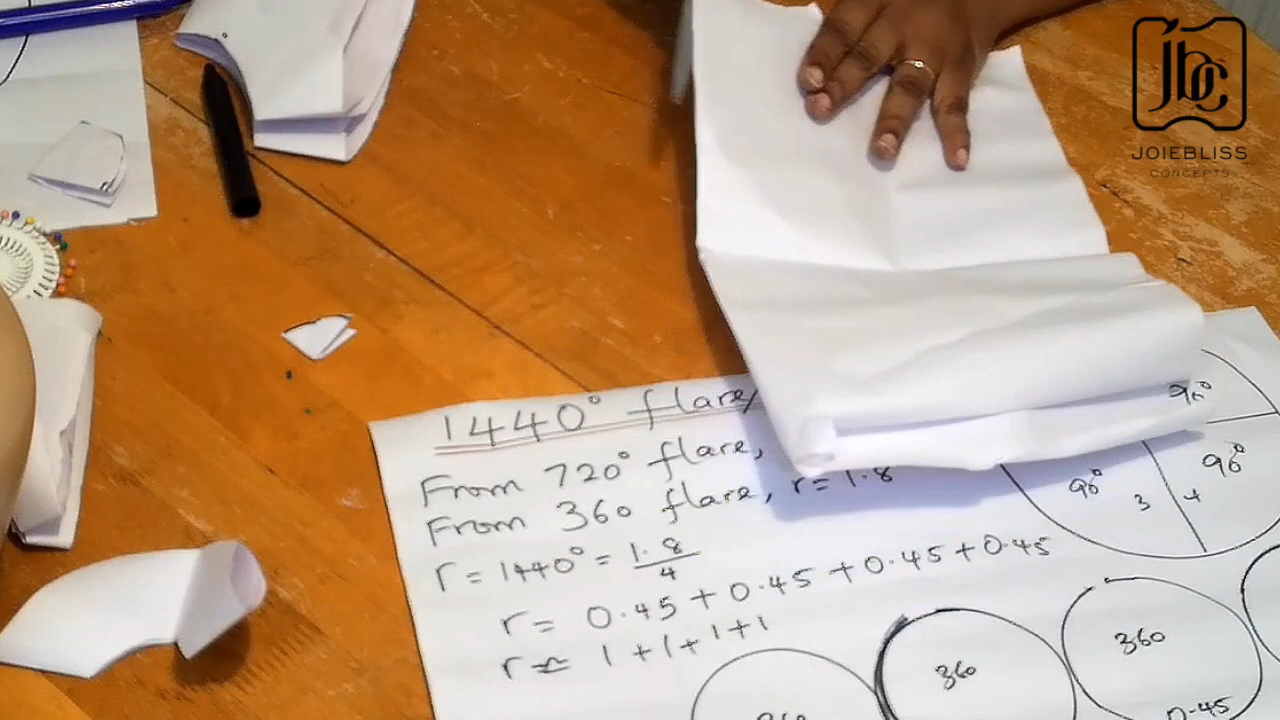 jbc
JOIEBLISS
CONCEPTS
1440° flare
From 720° flare,
From 360 flare, r= 1.8
r = 1440° = 1.8/4
r = 0.45 + 0.45 + 0.45 + 0.45
r = 1 + 1 + 1 + 1
90°
90° 3
4 90°
360
360
360
0.45